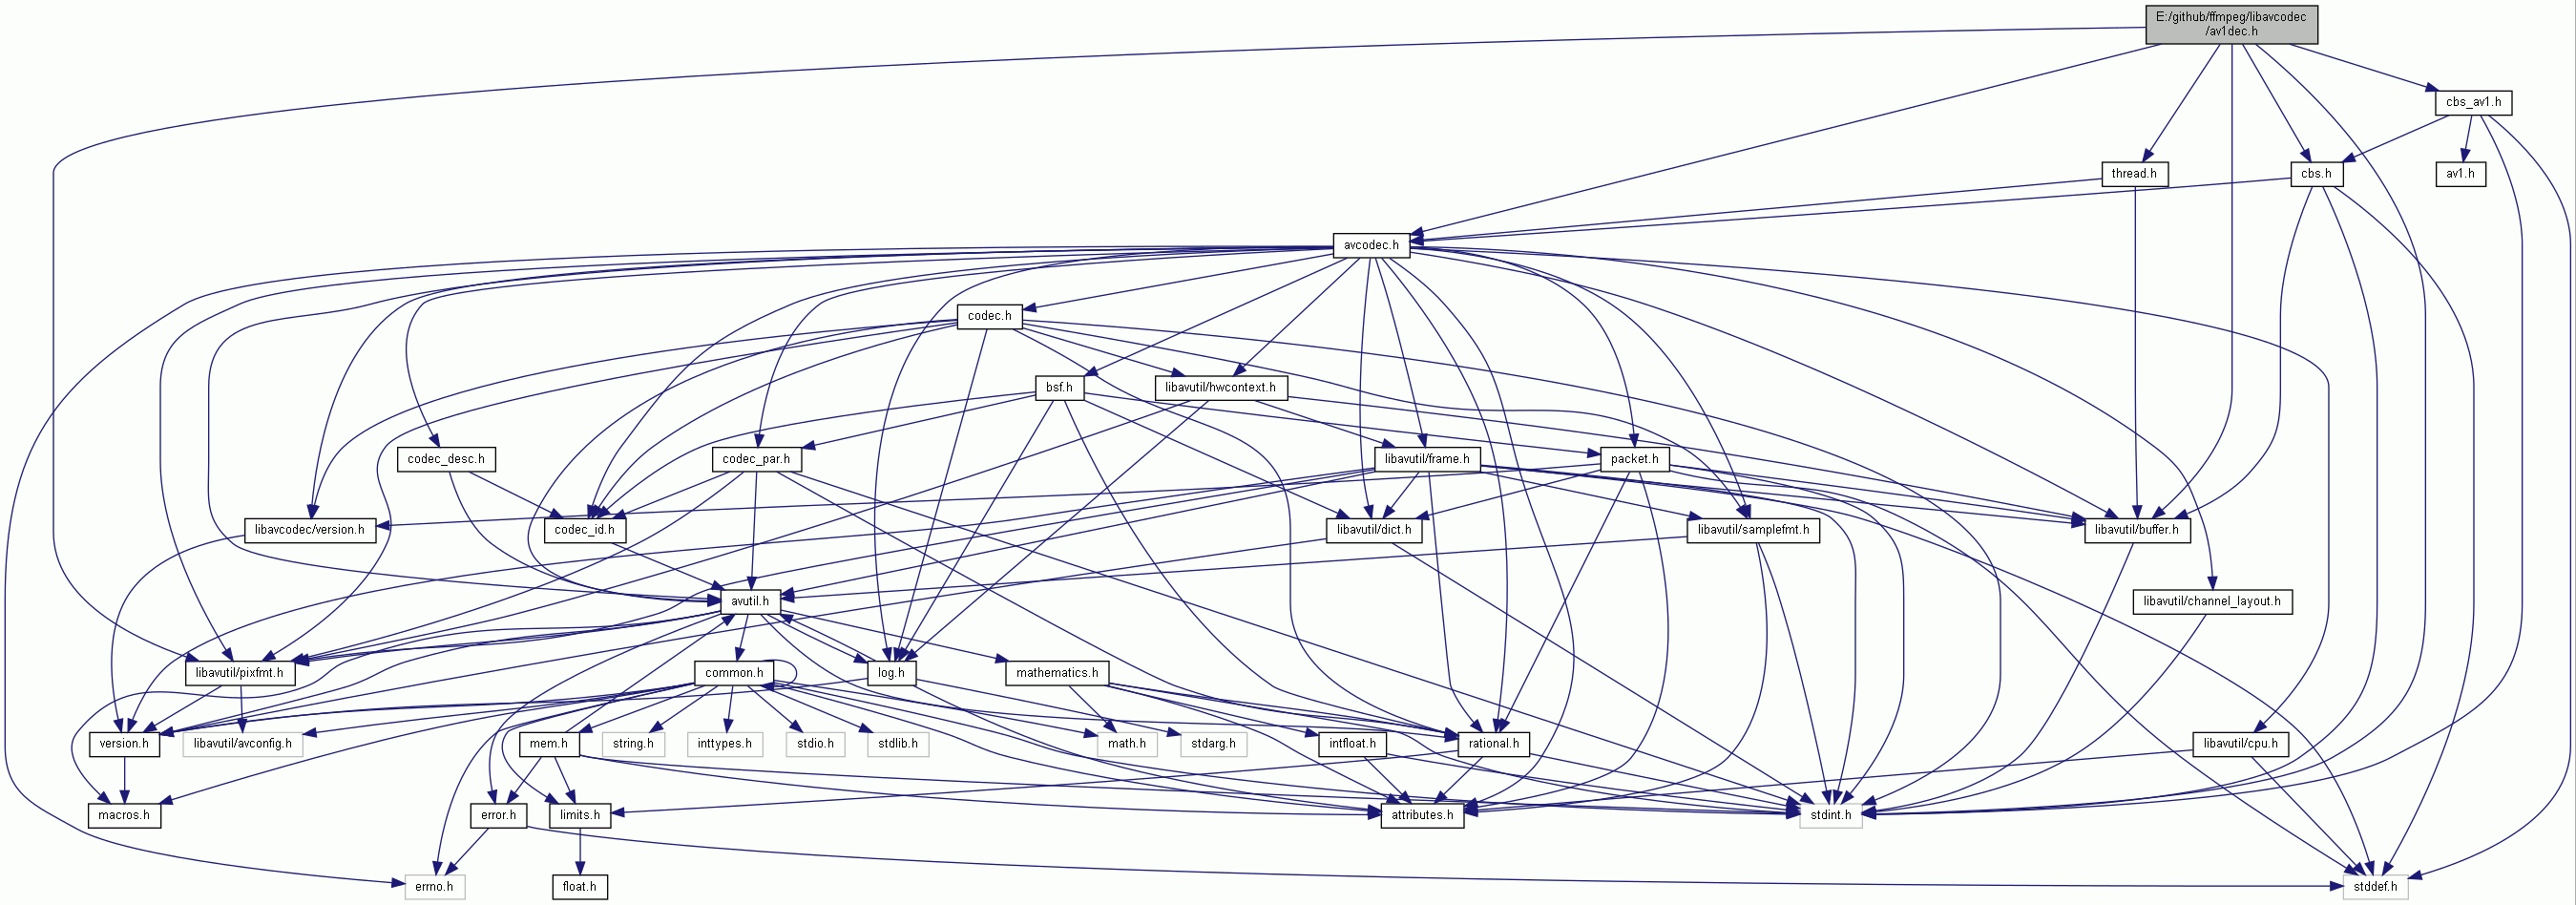 E:/github/ffmpeg/libavcodec
/av1dec.h
cbs_av1.h
thread.h
cbs.h
av1.h
avcodec.h
codec.h
bsf.h
libavutil/hwcontext.h
codec_desc.h
codec_par.h
libavutil/frame.h
packet.h
libavcodec/version.h
codec_id.h
libavutil/dict.h
libavutil/samplefmt.h
libavutil/buffer.h
avutil.h
libavutil/channel_layout.h
libavutil/pixfmt.h
common.h
log.h
mathematics.h
version.h
libavutil/avconfig.h
mem.h
string.h
inttypes.h
stdio.h
stdlib.h
math.h
stdarg.h
intfloat.h
rational.h
libavutil/cpu.h
macros.h
error.h
limits.h
attributes.h
stdint.h
errno.h
float.h
stddef.h